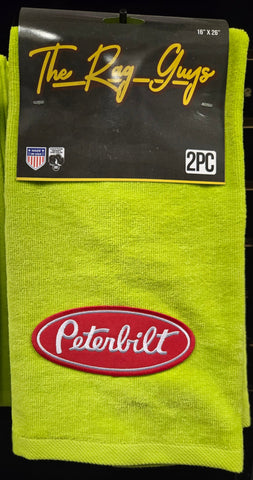 16" X 26"
The Rag Guys
2PC
Peterbilt